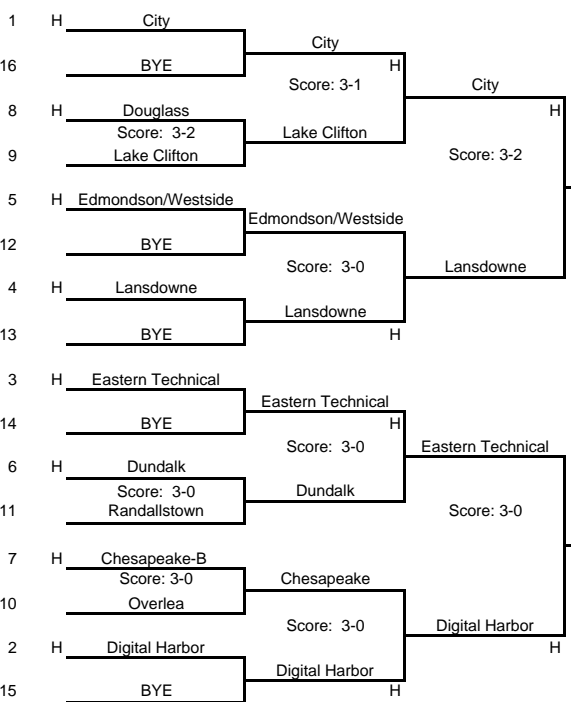 1 H City
City
16 BYE H
Score: 3-1 City
8 H Douglass H
Score: 3-2 Lake Clifton
9 Lake Clifton Score: 3-2
5 H Edmondson/Westside
Edmondson/Westside
12 BYE
Score: 3-0 Lansdowne
4 H Lansdowne
Lansdowne
13 BYE H
3 H Eastern Technical
Eastern Technical
14 BYE H
Score: 3-0 Eastern Technical
6 H Dundalk
Score: 3-0 Dundalk
11 Randallstown Score: 3-0
7 H Chesapeake-B
Score: 3-0 Chesapeake
10 Overlea
Score: 3-0 Digital Harbor
2 H Digital Harbor H
Digital Harbor
15 BYE H